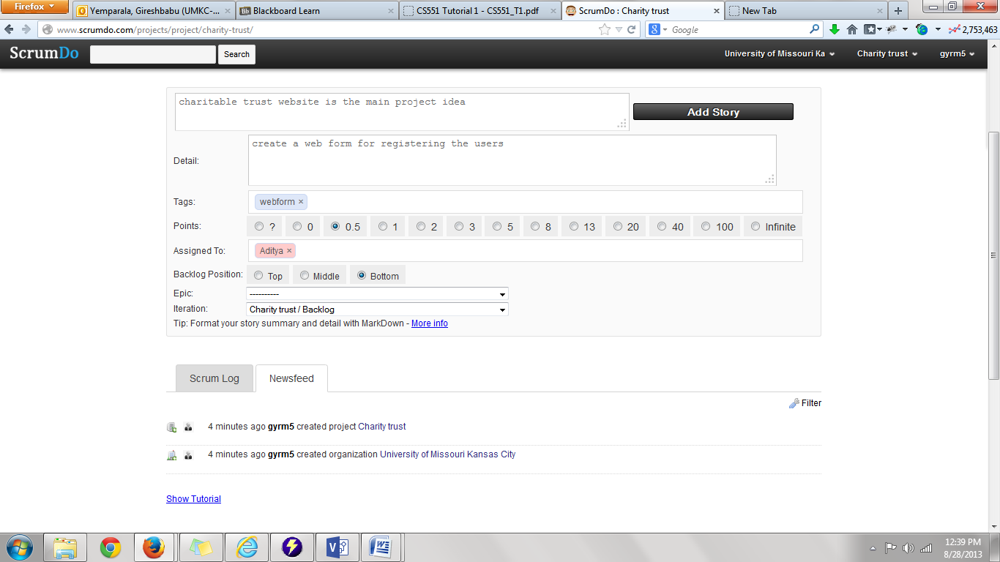 Firefox
Yemparala, Gireshbabu (UMKC-...
Bb Blackboard Learn
CS551 Tutorial 1 - CS551_T1.pdf
ScrumDo : Charity trust
New Tab
www.scrumdo.com/projects/project/charity-trust/
Google
2,753,463
ScrumDo
Search
University of Missouri Ka
Charity trust
gyrm5
charitable trust website is the main project idea
Add Story
Detail:
create a web form for registering the users
Tags:
webform ×
Points:
? 0 0.5 1 2 3 5 8 13 20 40 100 Infinite
Assigned To:
Aditya ×
Backlog Position:
Top Middle Bottom
Epic:
----------
Iteration:
Charity trust / Backlog
Tip: Format your story summary and detail with MarkDown - More info
Scrum Log
Newsfeed
Filter
4 minutes ago gyrm5 created project Charity trust
4 minutes ago gyrm5 created organization University of Missouri Kansas City
Show Tutorial
12:39 PM
8/28/2013